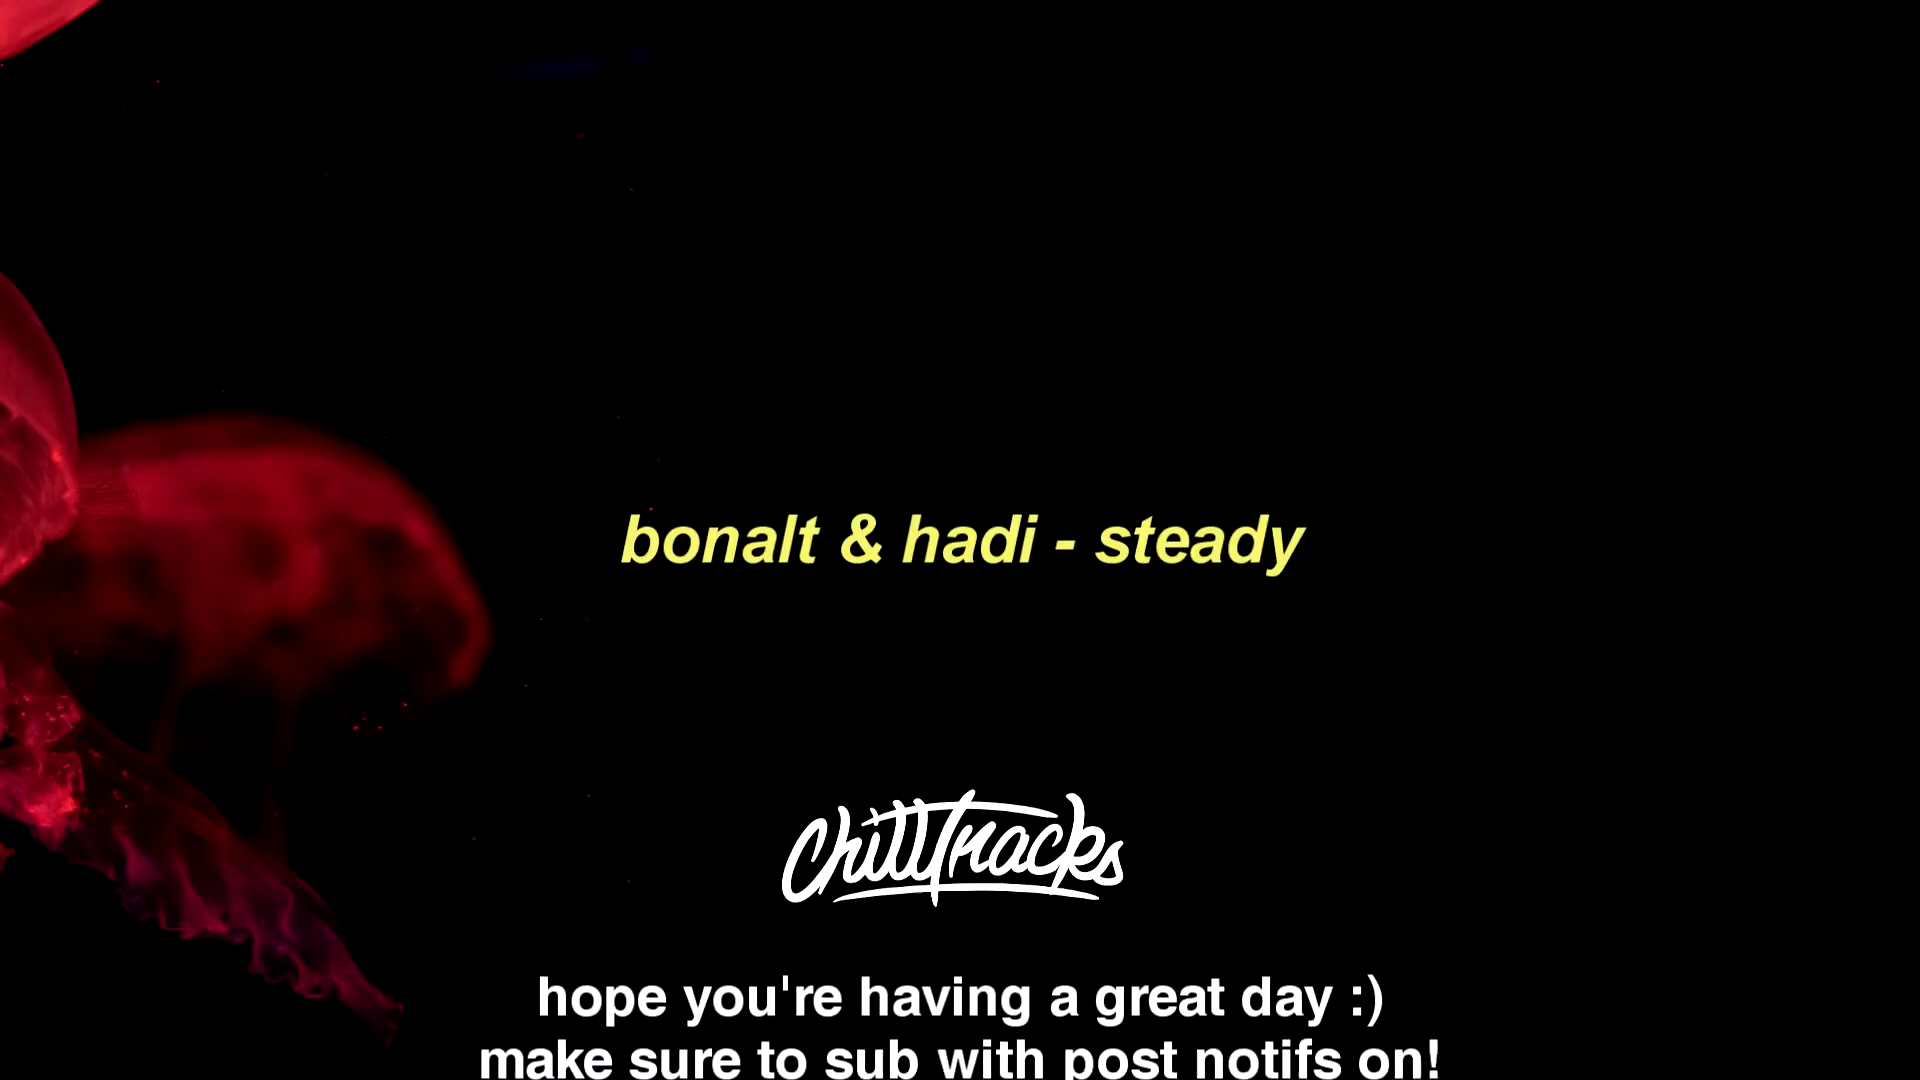 bonalt & hadi - steady
ChillTracks
hope you're having a great day :)
make sure to sub with post notifs on!